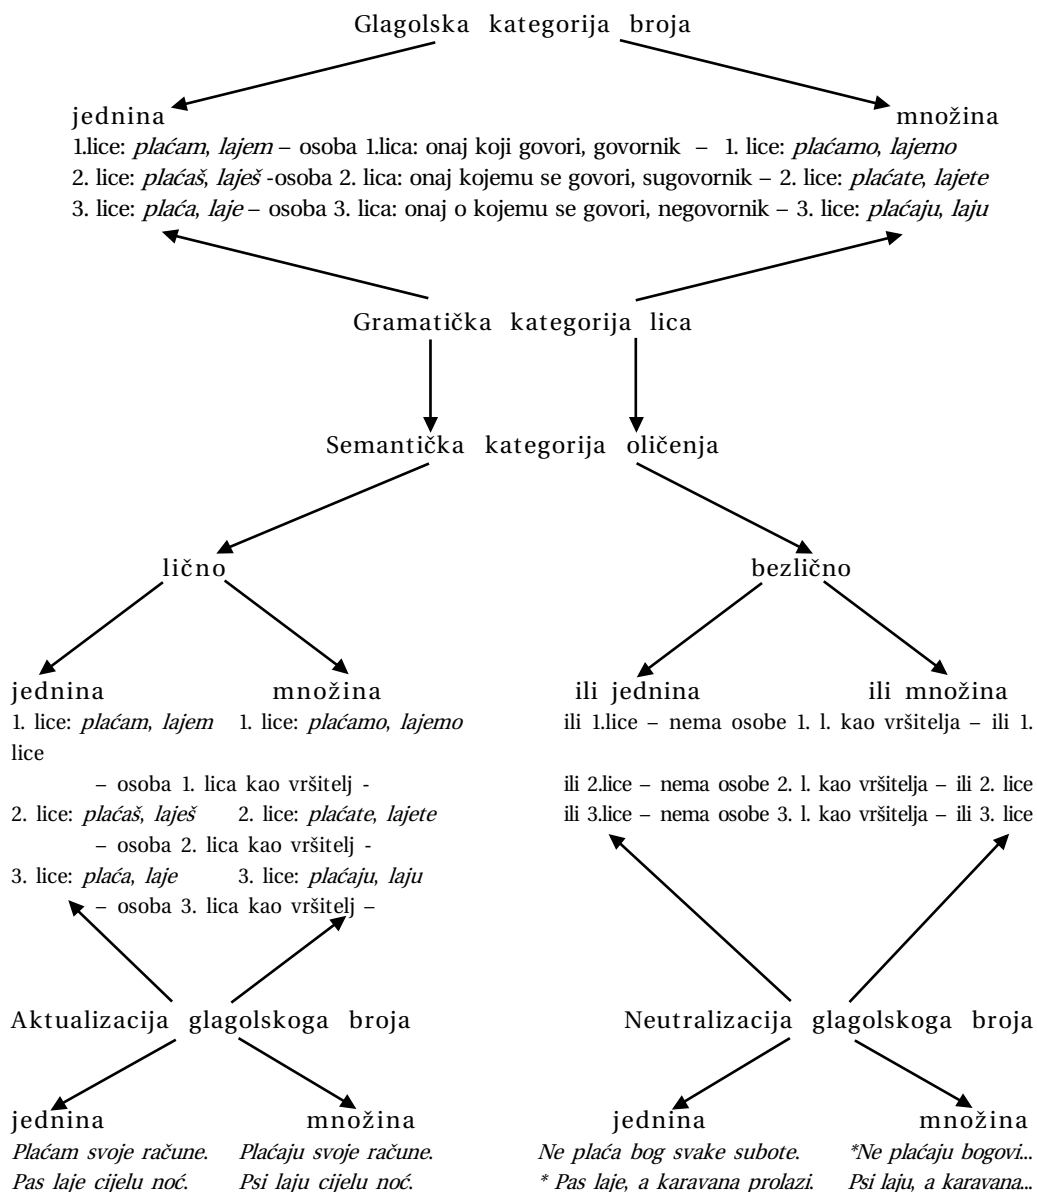 Glagolska kategorija broja
jednina množina
1.lice: plaćam, lajem – osoba 1.lica: onaj koji govori, govornik – 1. lice: plaćamo, lajemo
2. lice: plaćaš, laješ -osoba 2. lica: onaj kojemu se govori, sugovornik – 2. lice: plaćate, lajete
3. lice: plaća, laje – osoba 3. lica: onaj o kojemu se govori, negovornik – 3. lice: plaćaju, laju
Gramatička kategorija lica
Semantička kategorija oličenja
lično bezlično
jednina množina
1. lice: plaćam, lajem 1. lice: plaćamo, lajemo
lice
– osoba 1. lica kao vršitelj -
2. lice: plaćaš, laješ 2. lice: plaćate, lajete
– osoba 2. lica kao vršitelj -
3. lice: plaća, laje 3. lice: plaćaju, laju
– osoba 3. lica kao vršitelj –
ili jednina ili množina
ili 1.lice – nema osobe 1. l. kao vršitelja – ili 1.
ili 2.lice – nema osobe 2. l. kao vršitelja – ili 2. lice
ili 3.lice – nema osobe 3. l. kao vršitelja – ili 3. lice
Aktualizacija glagolskoga broja Neutralizacija glagolskoga broja
jednina množina jednina množina
Plaćam svoje račune. Plaćaju svoje račune. Ne plaća bog svake subote. *Ne plaćaju bogovi...
Pas laje cijelu noć. Psi laju cijelu noć. * Pas laje, a karavana prolazi. Psi laju, a karavana...